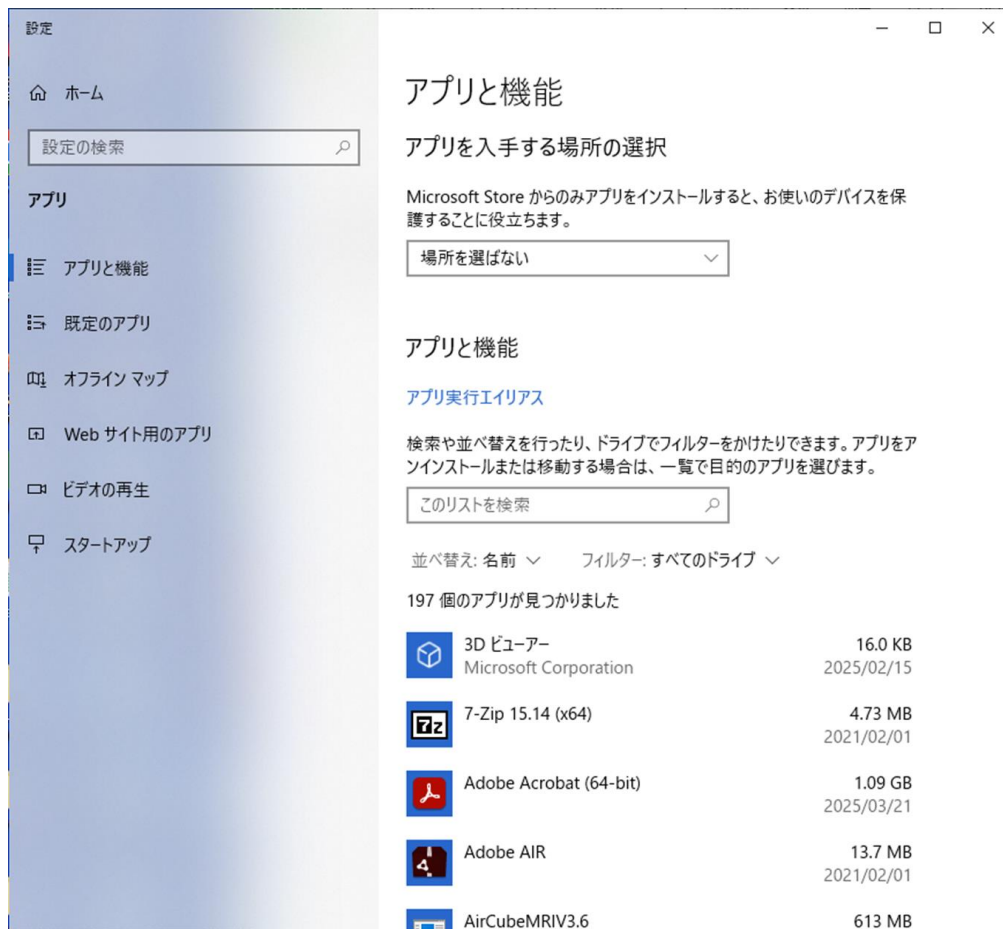 設定
ホーム
設定の検索
アプリ
アプリと機能
既定のアプリ
オフライン マップ
Web サイト用のアプリ
ビデオの再生
スタートアップ
アプリと機能
アプリを入手する場所の選択
Microsoft Store からのみアプリをインストールすると、お使いのデバイスを保
護することに役立ちます。
場所を選ばない
アプリと機能
アプリ実行エイリアス
検索や並べ替えを行ったり、ドライブでフィルターをかけたりできます。アプリをア
ンインストールまたは移動する場合は、一覧で目的のアプリを選びます。
このリストを検索
並べ替え: 名前 フィルター: すべてのドライブ
197 個のアプリが見つかりました
3D ビューアー 16.0 KB
Microsoft Corporation 2025/02/15
7-Zip 15.14 (x64) 4.73 MB
2021/02/01
Adobe Acrobat (64-bit) 1.09 GB
2025/03/21
Adobe AIR 13.7 MB
2021/02/01
AirCubeMRIV3.6 613 MB